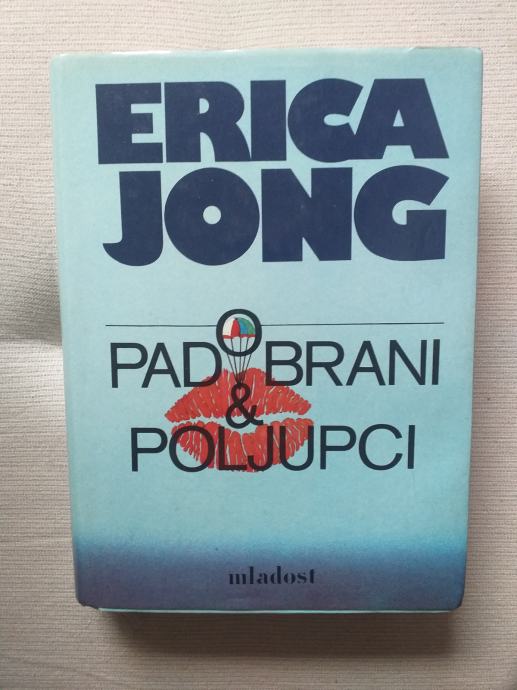 ERICA
JONG
PADOBRANI
&
POLJUPCI
mladost